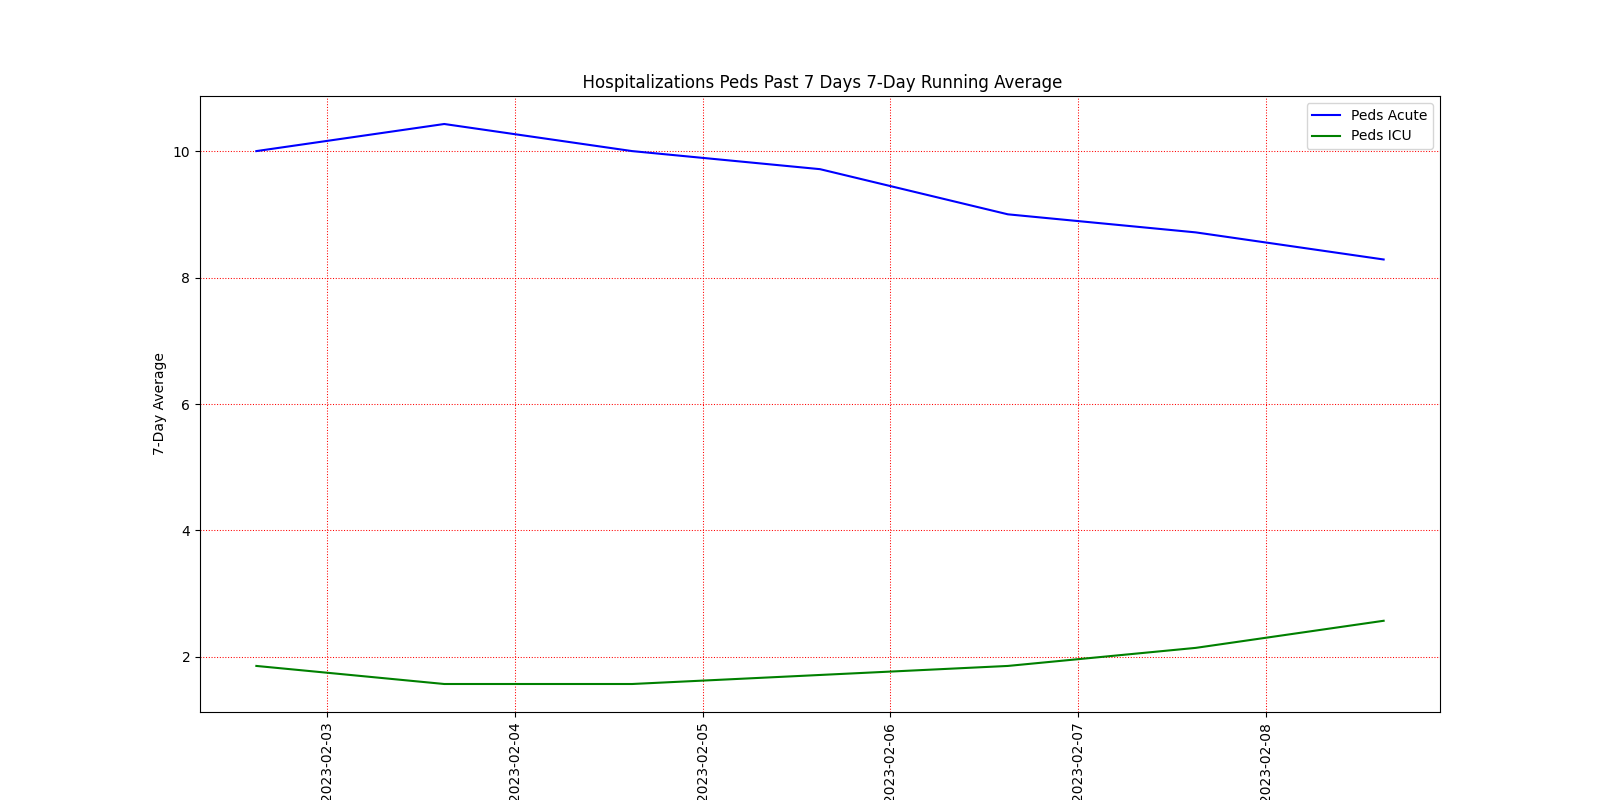 Hospitalizations Peds Past 7 Days 7-Day Running Average
Peds Acute
Peds ICU
7-Day Average
10
8
6
4
2
2023-02-03
2023-02-04
2023-02-05
2023-02-06
2023-02-07
2023-02-08